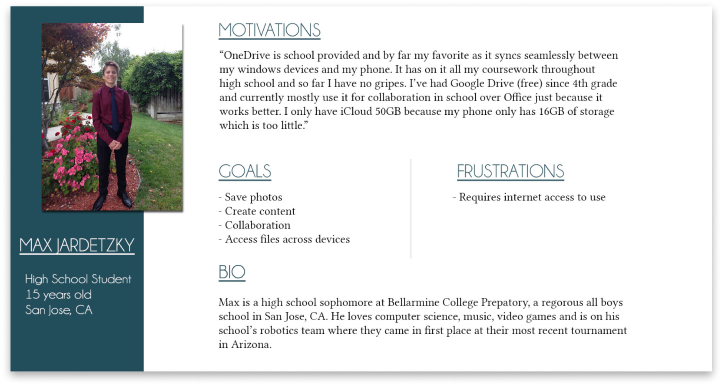 MOTIVATIONS
“OneDrive is school provided and by far my favorite as it syncs seamlessly between
my windows devices and my phone. It has on it all my coursework throughout
high school and so far I have no gripes. I’ve had Google Drive (free) since 4th grade
and currently mostly use it for collaboration in school over Office just because it
works better. I only have iCloud 50GB because my phone only has 16GB of storage
which is too little.”
GOALS
- Save photos
- Create content
- Collaboration
- Access files across devices
FRUSTRATIONS
- Requires internet access to use
MAX JARDETZKY
High School Student
15 years old
San Jose, CA
BIO
Max is a high school sophomore at Bellarmine College Prepatory, a regorous all boys
school in San Jose, CA. He loves computer science, music, video games and is on his
school’s robotics team where they came in first place at their most recent tournament
in Arizona.